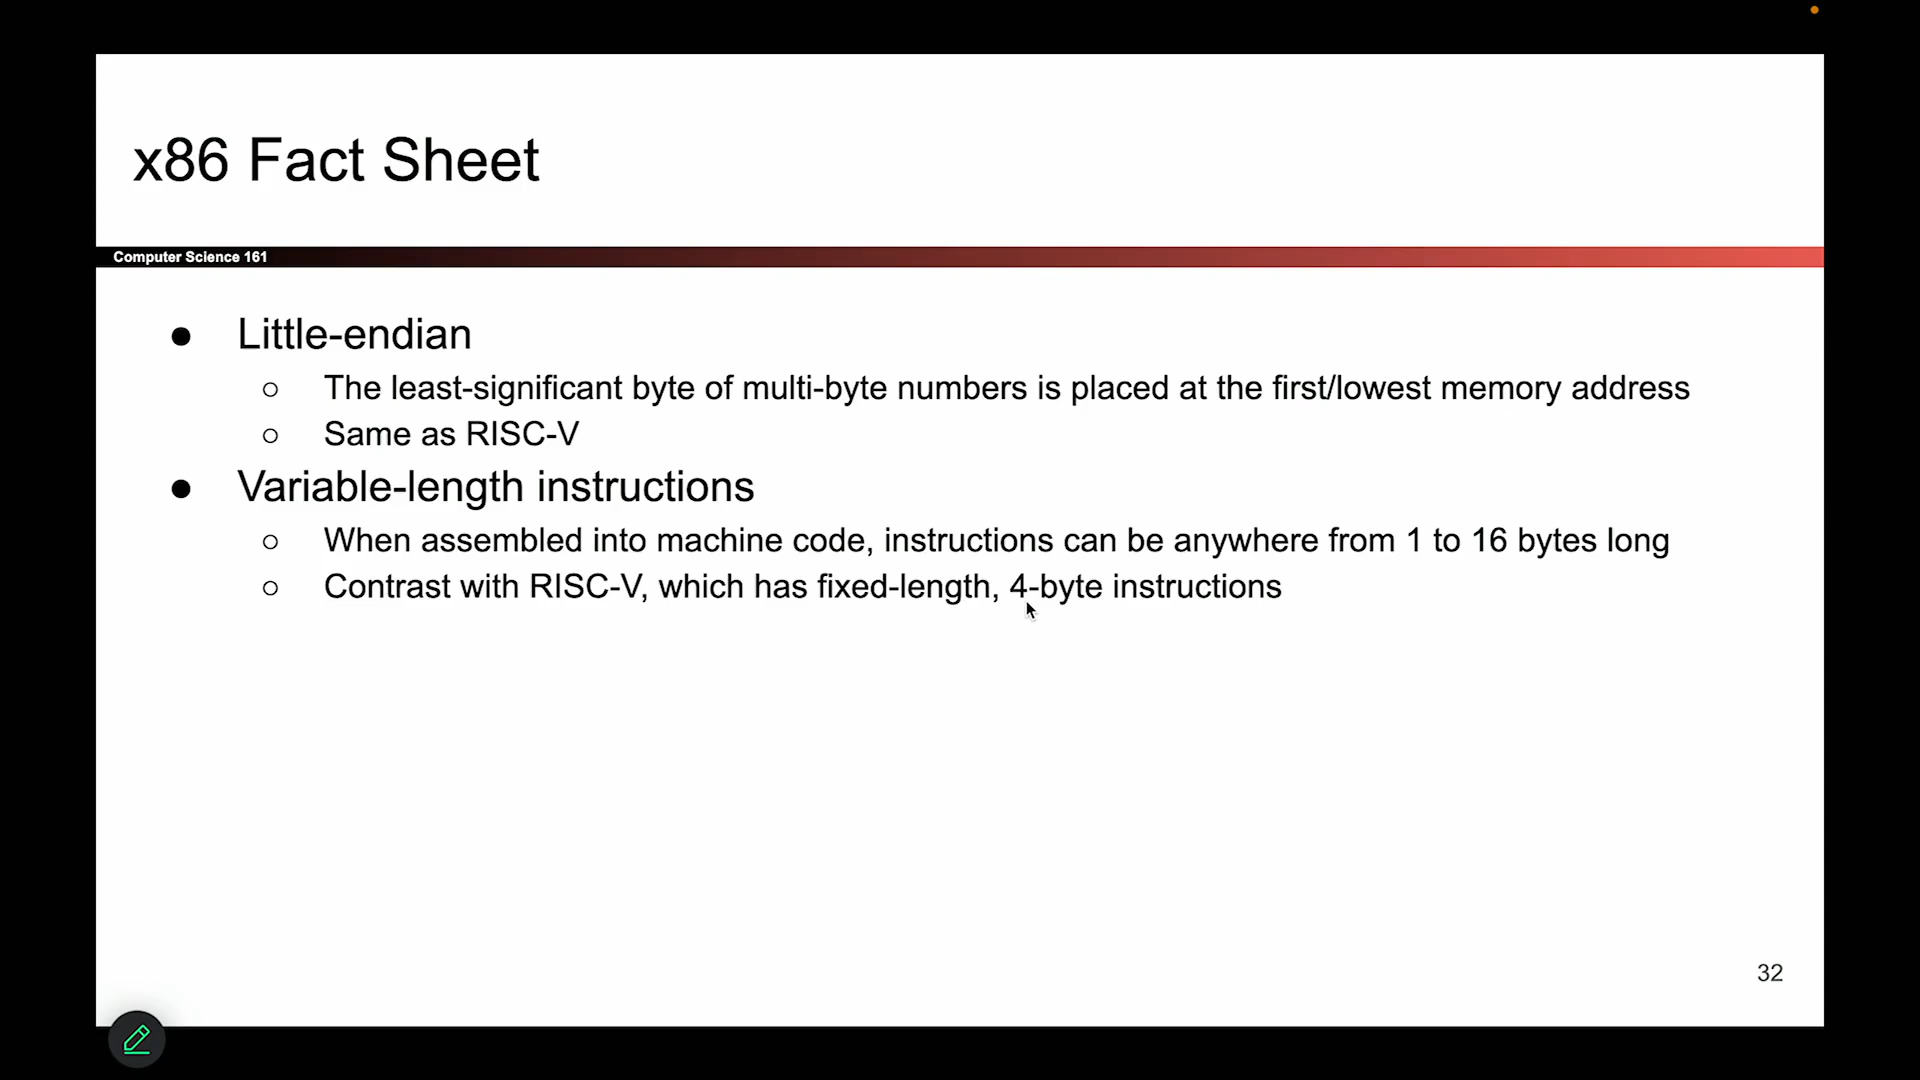 x86 Fact Sheet
Computer Science 161
● Little-endian
○ The least-significant byte of multi-byte numbers is placed at the first/lowest memory address
○ Same as RISC-V
● Variable-length instructions
○ When assembled into machine code, instructions can be anywhere from 1 to 16 bytes long
○ Contrast with RISC-V, which has fixed-length, 4-byte instructions
32